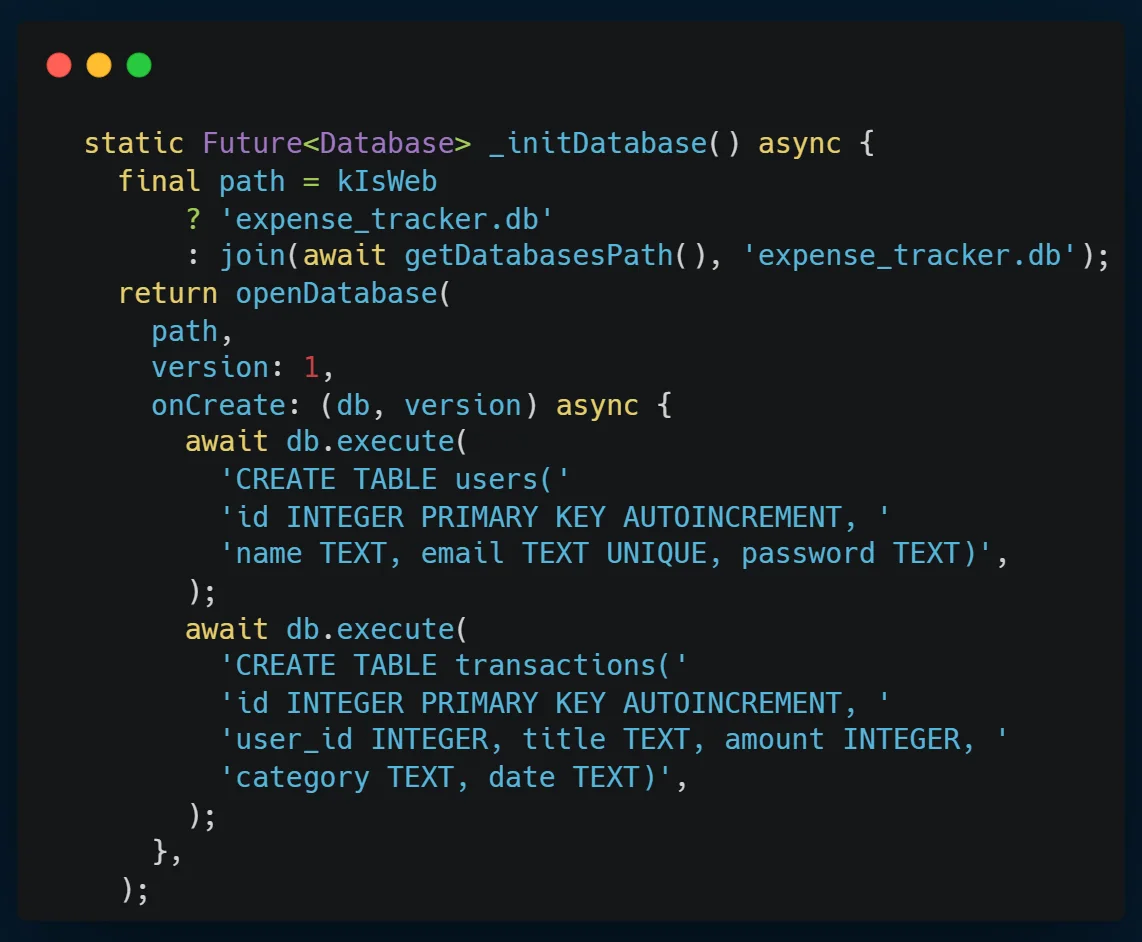 static Future<Database> _initDatabase() async {
  final path = kIsWeb
      ? 'expense_tracker.db'
      : join(await getDatabasesPath(), 'expense_tracker.db');
  return openDatabase(
    path,
    version: 1,
    onCreate: (db, version) async {
      await db.execute(
        'CREATE TABLE users('
        'id INTEGER PRIMARY KEY AUTOINCREMENT, '
        'name TEXT, email TEXT UNIQUE, password TEXT)',
      );
      await db.execute(
        'CREATE TABLE transactions('
        'id INTEGER PRIMARY KEY AUTOINCREMENT, '
        'user_id INTEGER, title TEXT, amount INTEGER, '
        'category TEXT, date TEXT)',
      );
    },
  );